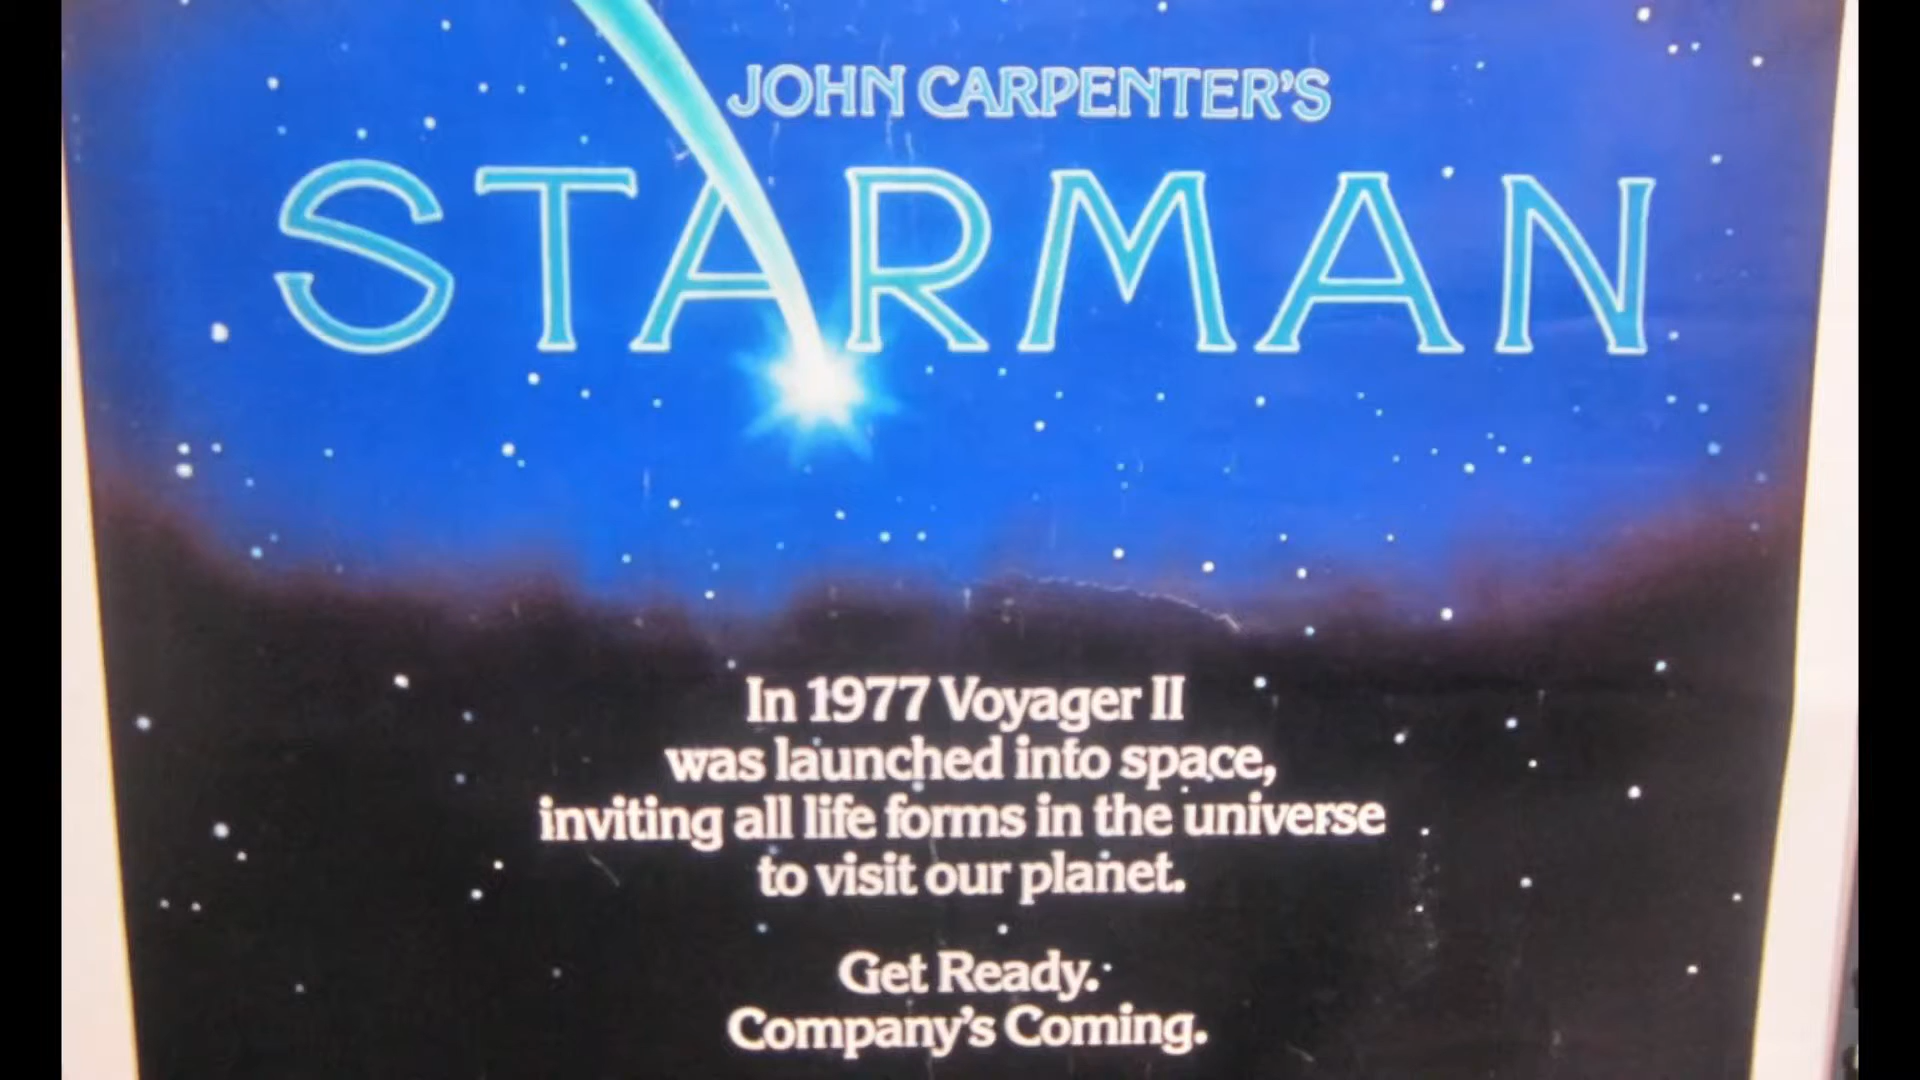 JOHN CARPENTER'S
STARMAN
In 1977 Voyager II
was launched into space,
inviting all life forms in the universe
to visit our planet.
Get Ready.
Company's Coming.